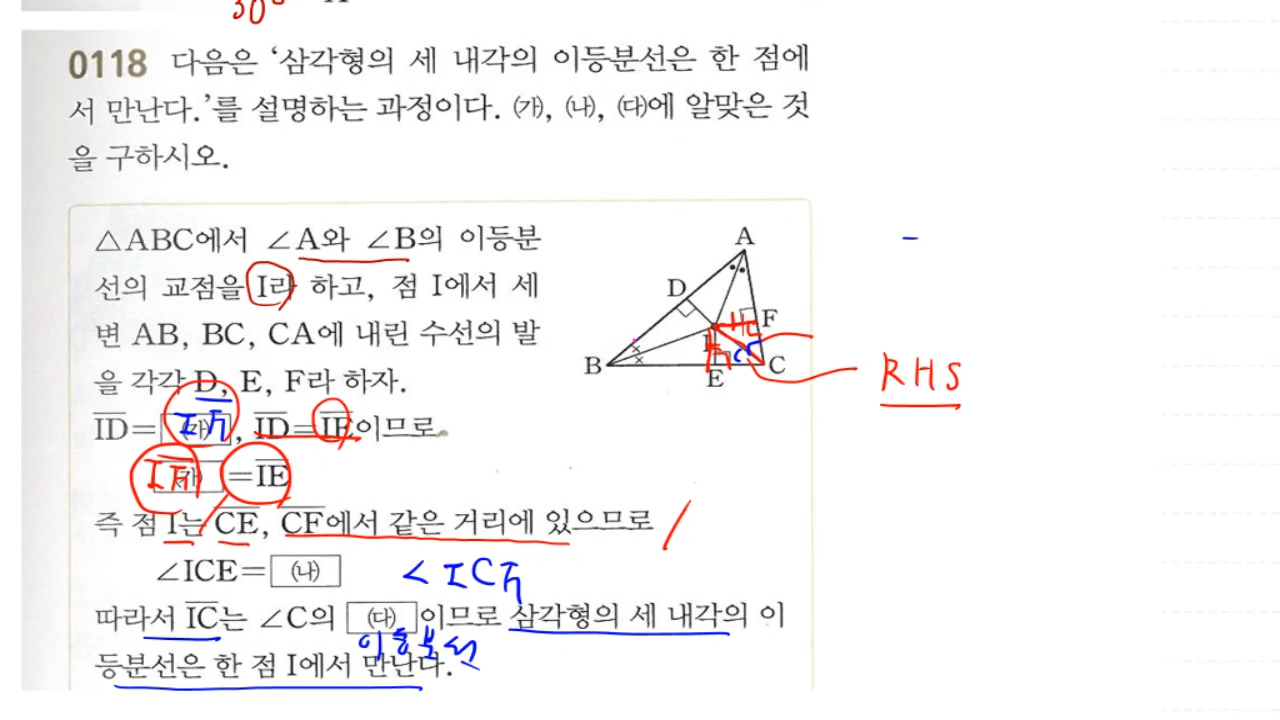 30°
0118 다음은 ‘삼각형의 세 내각의 이등분선은 한 점에
서 만난다.’를 설명하는 과정이다. ㈎, ㈏, ㈐에 알맞은 것
을 구하시오.
△ABC에서 ∠A와 ∠B의 이등분
선의 교점을 I라 하고, 점 I에서 세
변 AB, BC, CA에 내린 수선의 발
을 각각 D, E, F라 하자.
ID= ㈎ IF, ID=IE이므로
㈎ IF =IE
즉 점 I는 CE, CF에서 같은 거리에 있으므로
∠ICE= ㈏ ∠ICF
따라서 IC는 ∠C의 ㈐ 이므로 삼각형의 세 내각의 이
이등분선
등분선은 한 점 I에서 만난다.
A
D
F
B
E
C
RHS